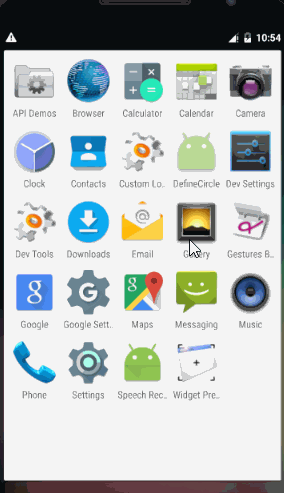 10:54
API Demos Browser Calculator Calendar Camera
Clock Contacts Custom Lo.. DefineCircle Dev Settings
Dev Tools Downloads Email Gestures B..
Google Google Sett.. Maps Messaging Music
Phone Settings Speech Rec.. Widget Pre..